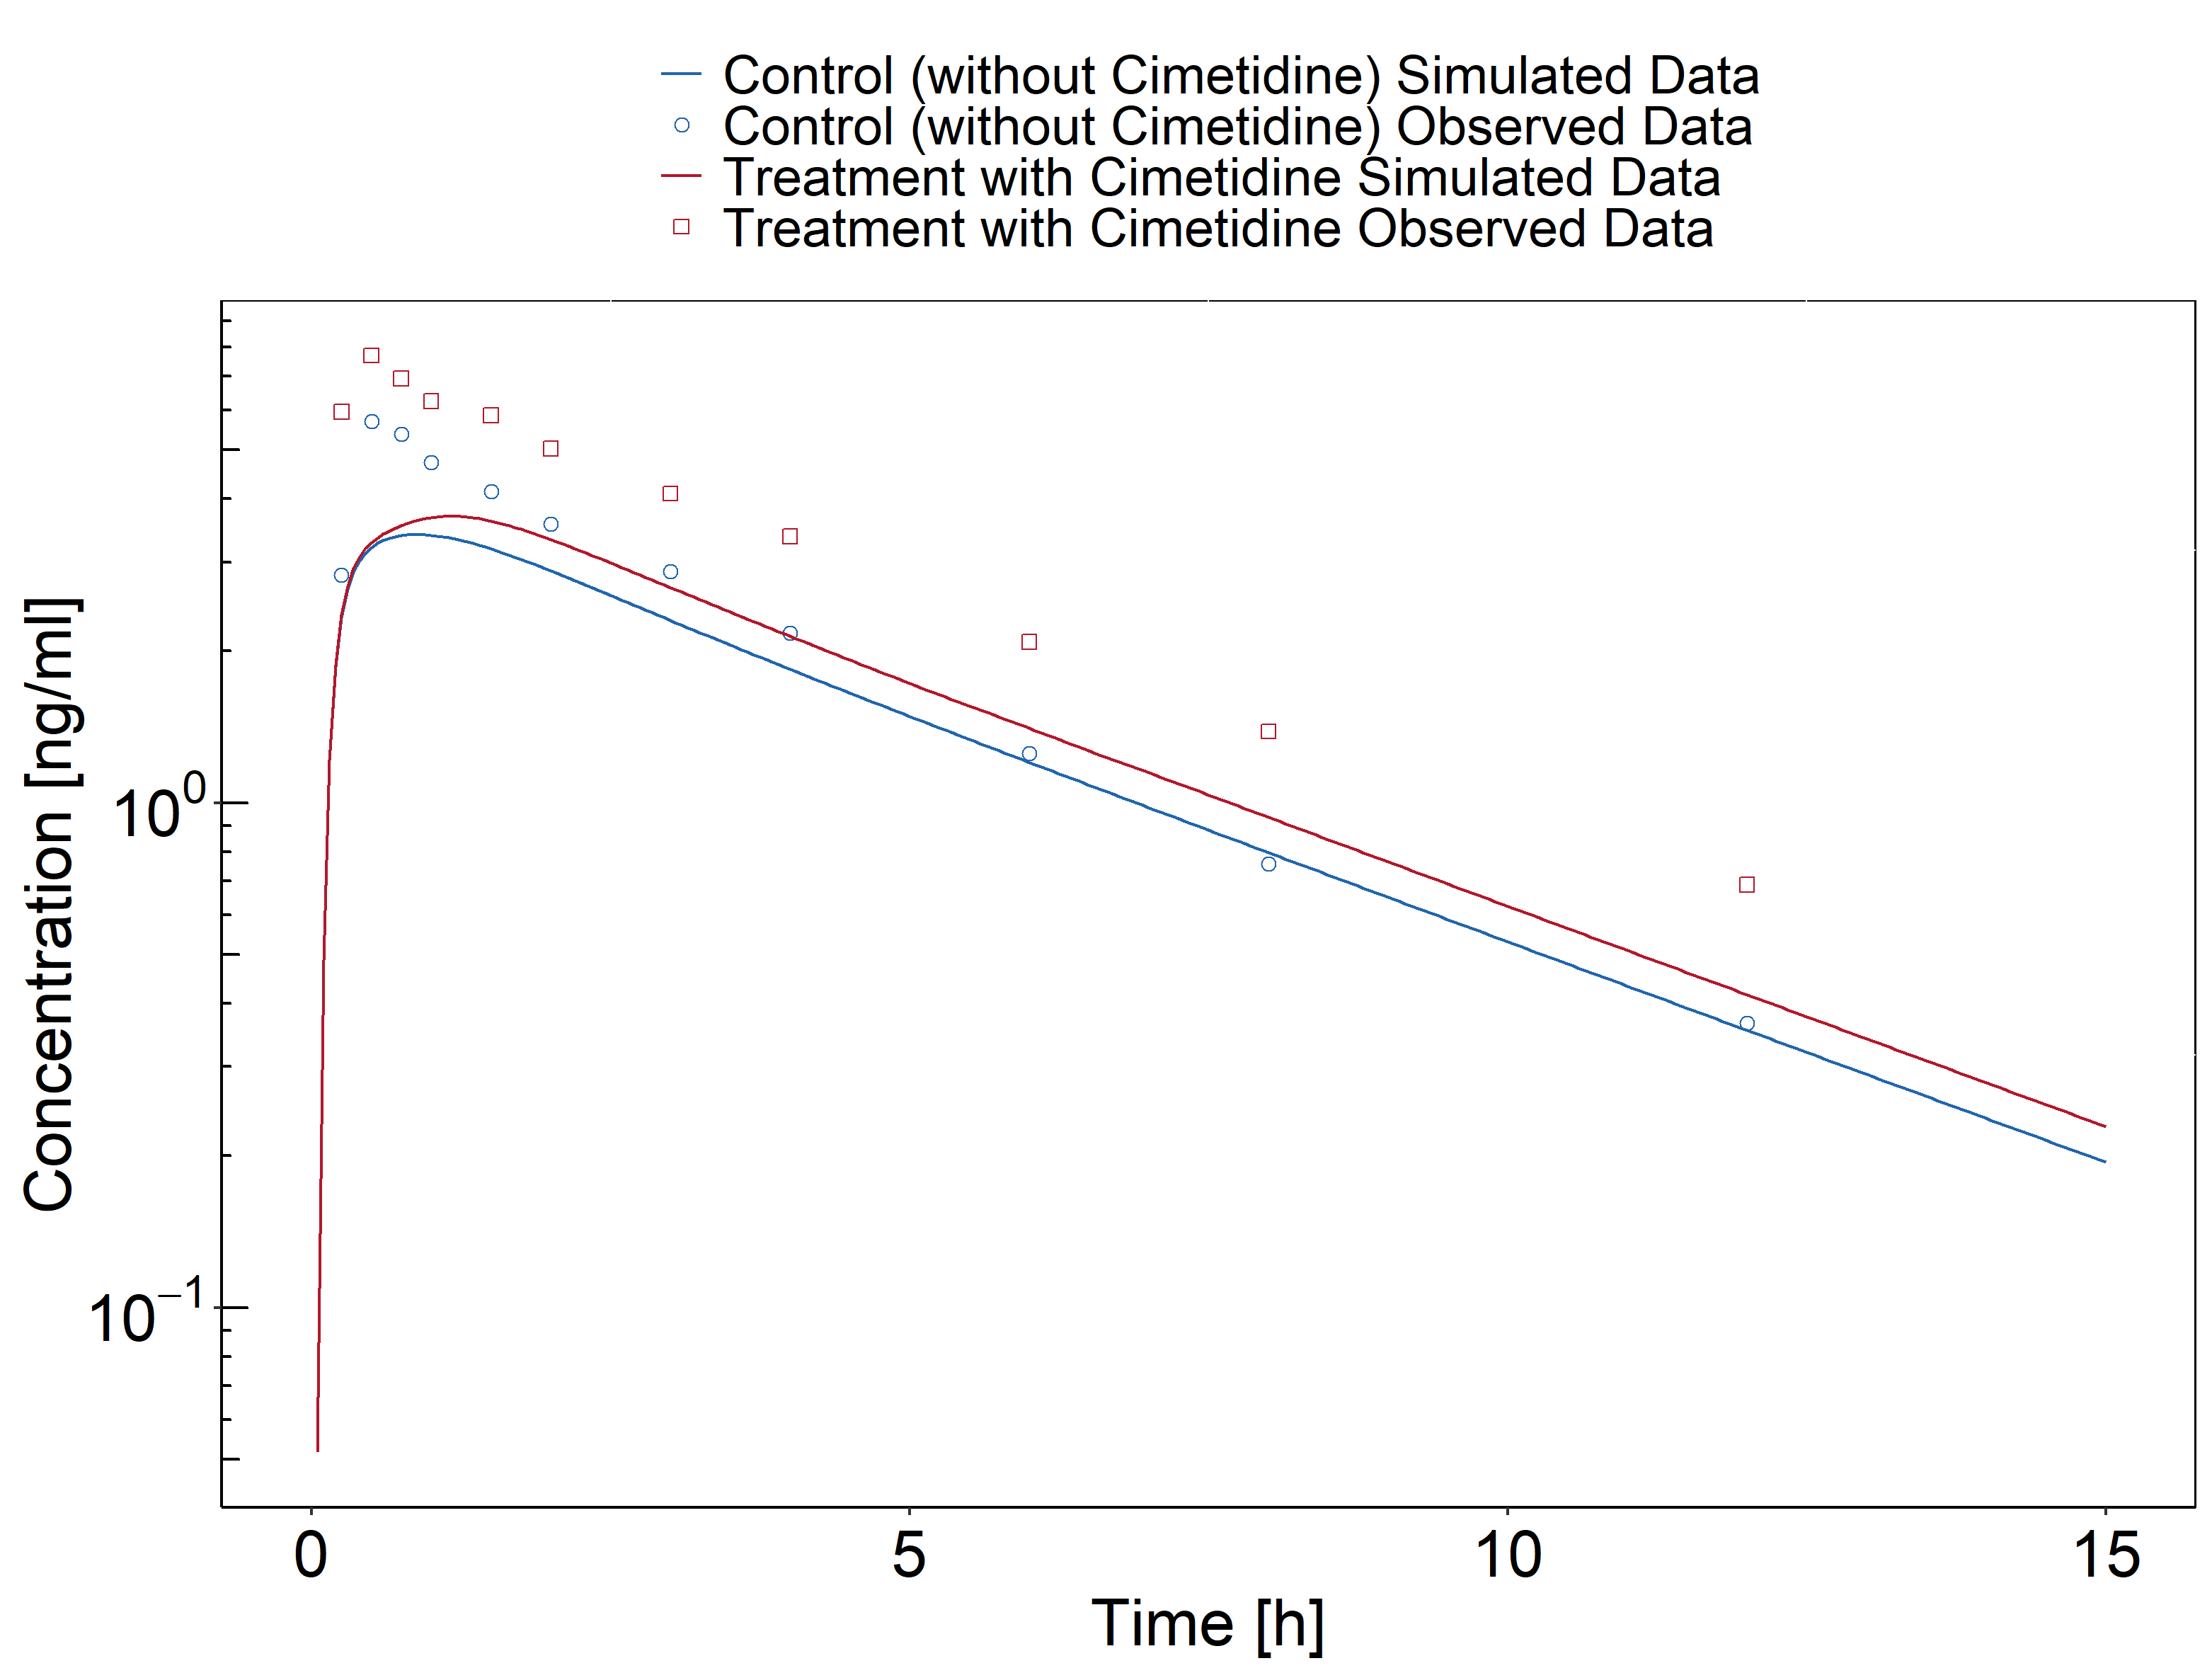 Control (without Cimetidine) Simulated Data
Control (without Cimetidine) Observed Data
Treatment with Cimetidine Simulated Data
Treatment with Cimetidine Observed Data
Concentration [ng/ml]
10⁰
10⁻¹
0 5 10 15
Time [h]